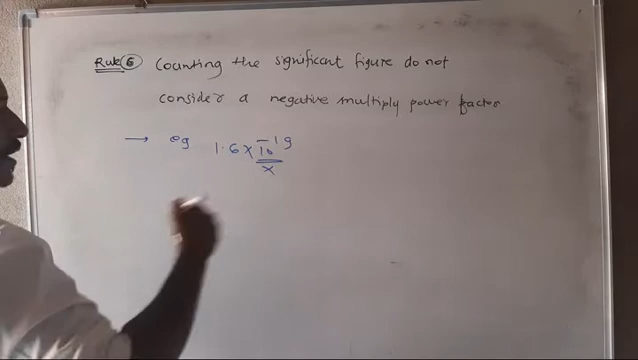 Rule ⑥ Counting the significant figure do not
consider a negative multiply power factor
→ eg 1.6 x 10⁻¹⁹
x